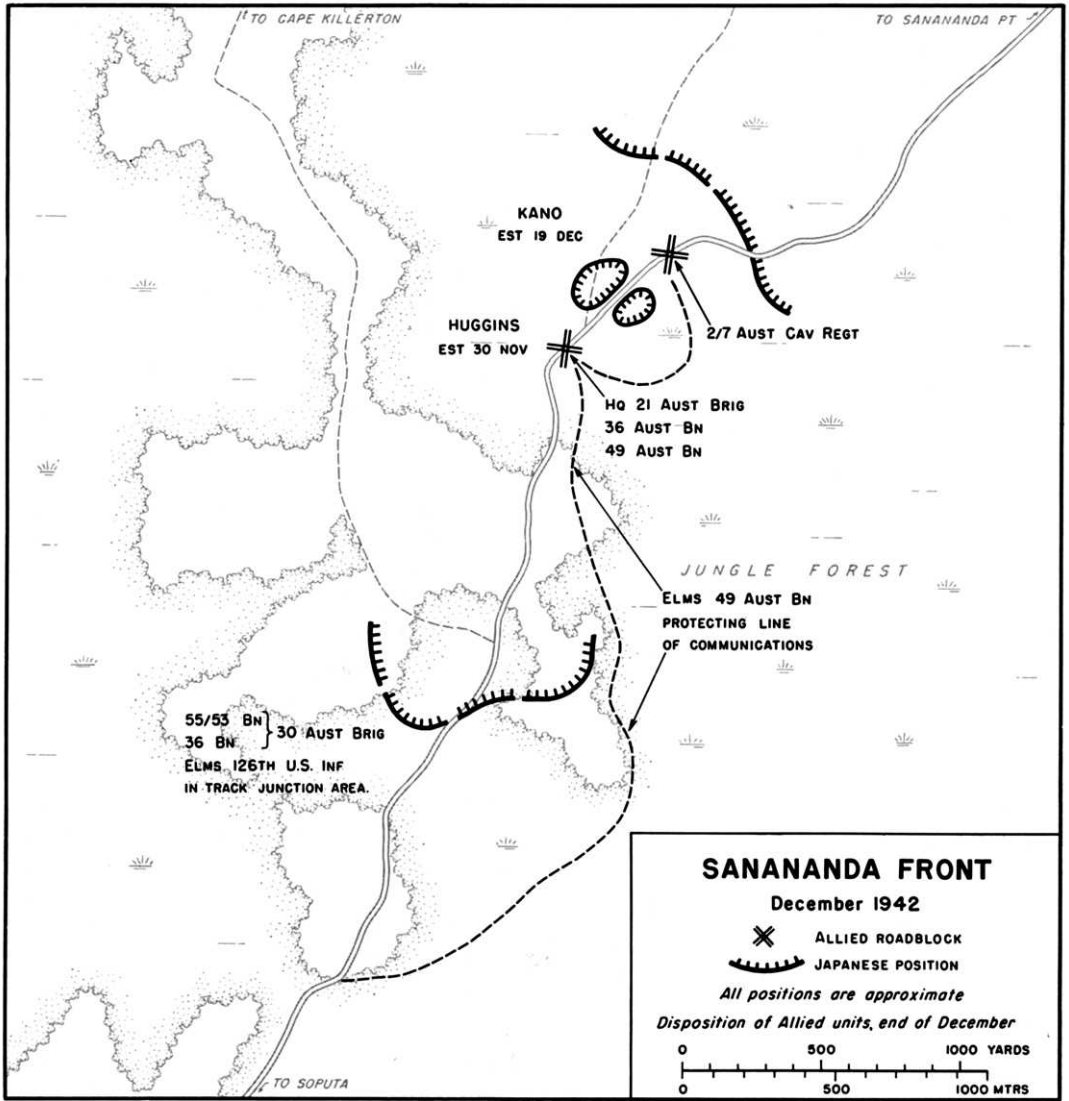 TO CAPE KILLERTON
TO SANANANDA PT
KANO
EST 19 DEC
HUGGINS
EST 30 NOV
2/7 AUST CAV REGT
HQ 21 AUST BRIG
36 AUST BN
49 AUST BN
JUNGLE FOREST
ELMS 49 AUST BN
PROTECTING LINE
OF COMMUNICATIONS
55/53 BN
36 BN
30 AUST BRIG
ELMS 126TH U.S. INF
IN TRACK JUNCTION AREA.
TO SOPUTA
SANANANDA FRONT
December 1942
ALLIED ROADBLOCK
JAPANESE POSITION
All positions are approximate
Disposition of Allied units, end of December
0 500 1000 YARDS
0 500 1000 MTRS